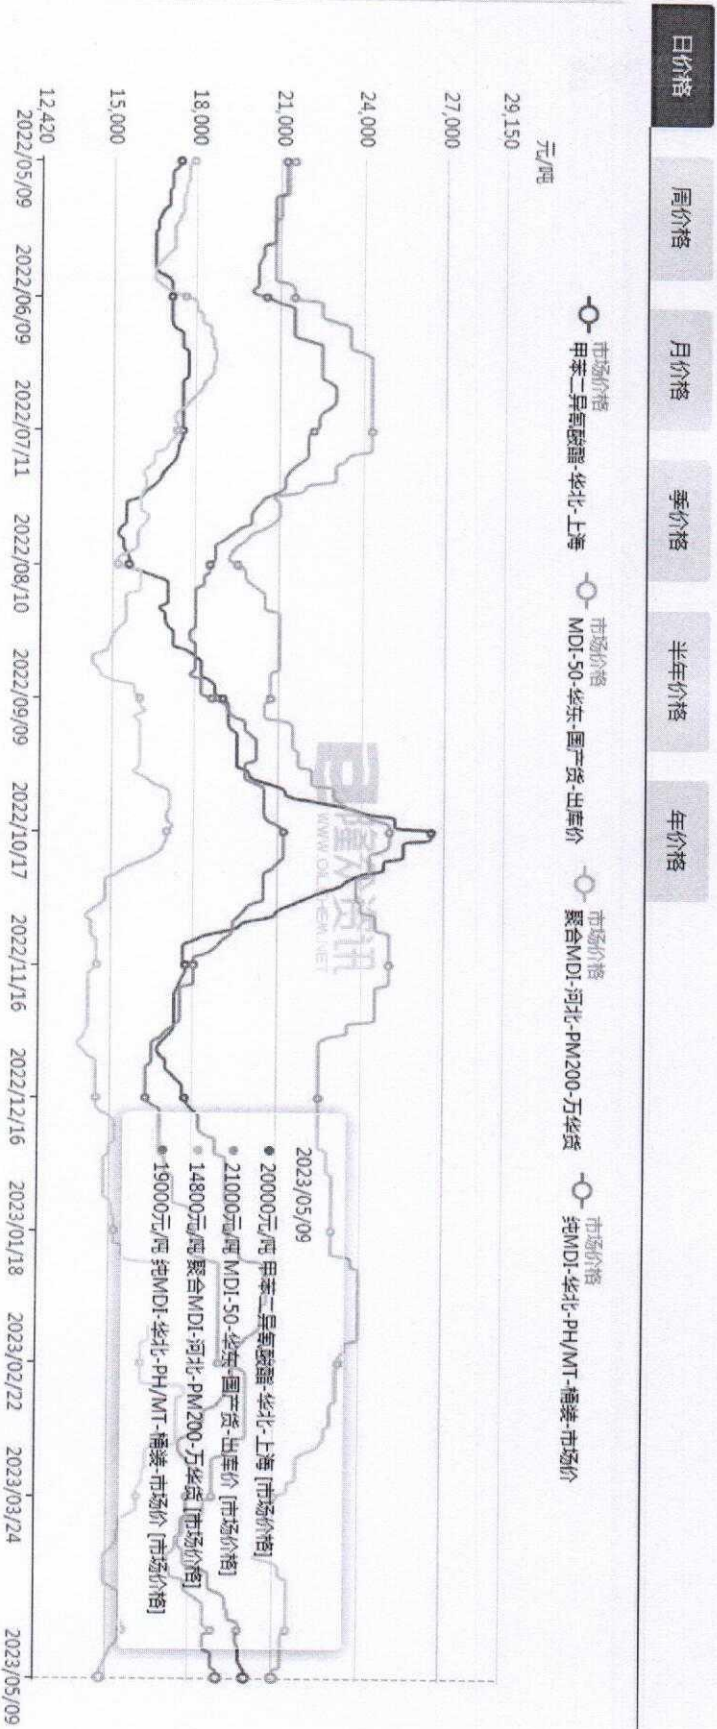 日价格
周价格
月价格
季价格
半年价格
年价格
市场价格
甲苯二异氰酸酯-华北-上海
市场价格
MDI-50-华东-国产货-出库价
市场价格
聚合MDI-河北-PM200-万华货
市场价格
纯MDI-华北-PH/MT-桶装-市场价
元/吨
29,150
27,000
24,000
21,000
18,000
15,000
12,420
隆众资讯
WWW.OILCHEM.NET
2023/05/09
20000元/吨 甲苯二异氰酸酯-华北-上海 [市场价格]
21000元/吨 MDI-50-华东-国产货-出库价 [市场价格]
14800元/吨 聚合MDI-河北-PM200-万华货 [市场价格]
19000元/吨 纯MDI-华北-PH/MT-桶装-市场价 [市场价格]
2022/05/09
2022/06/09
2022/07/11
2022/08/10
2022/09/09
2022/10/17
2022/11/16
2022/12/16
2023/01/18
2023/02/22
2023/03/24
2023/05/09